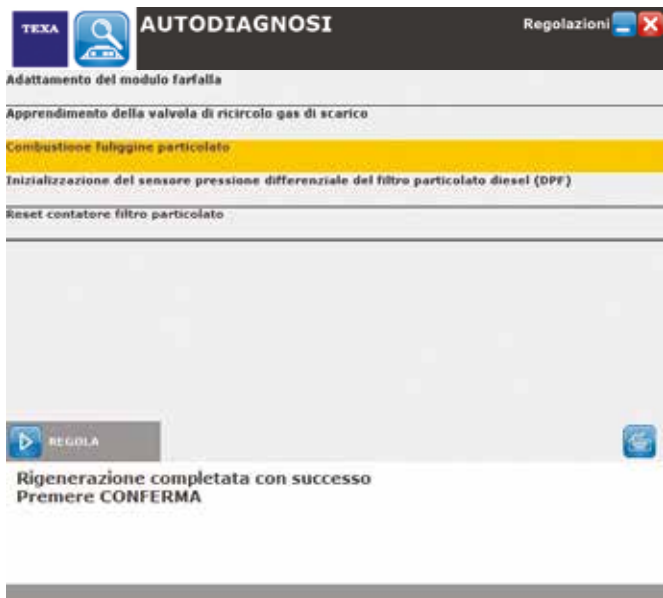 TEXA
AUTODIAGNOSI
Regolazioni
Adattamento del modulo farfalla
Apprendimento della valvola di ricircolo gas di scarico
Combustione fuliggine particolato
Inizializzazione del sensore pressione differenziale del filtro particolato diesel (DPF)
Reset contatore filtro particolato
REGOLA
Rigenerazione completata con successo
Premere CONFERMA